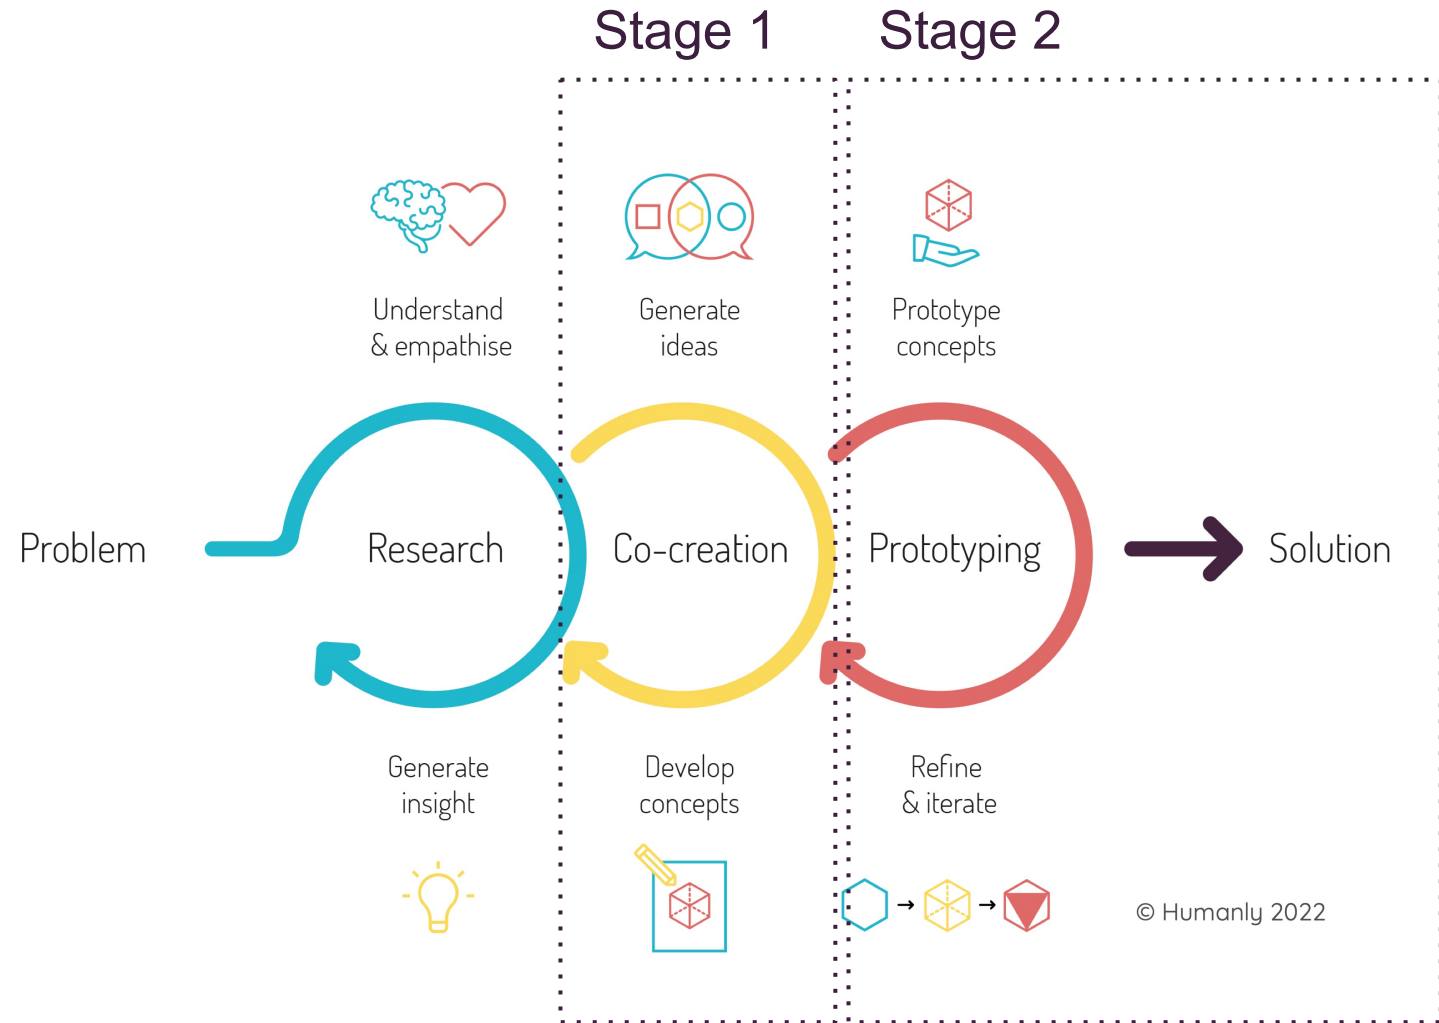 Stage 1
Stage 2
Understand
& empathise
Generate
ideas
Prototype
concepts
Problem
Research
Co-creation
Prototyping
Solution
Generate
insight
Develop
concepts
Refine
& iterate
© Humanly 2022